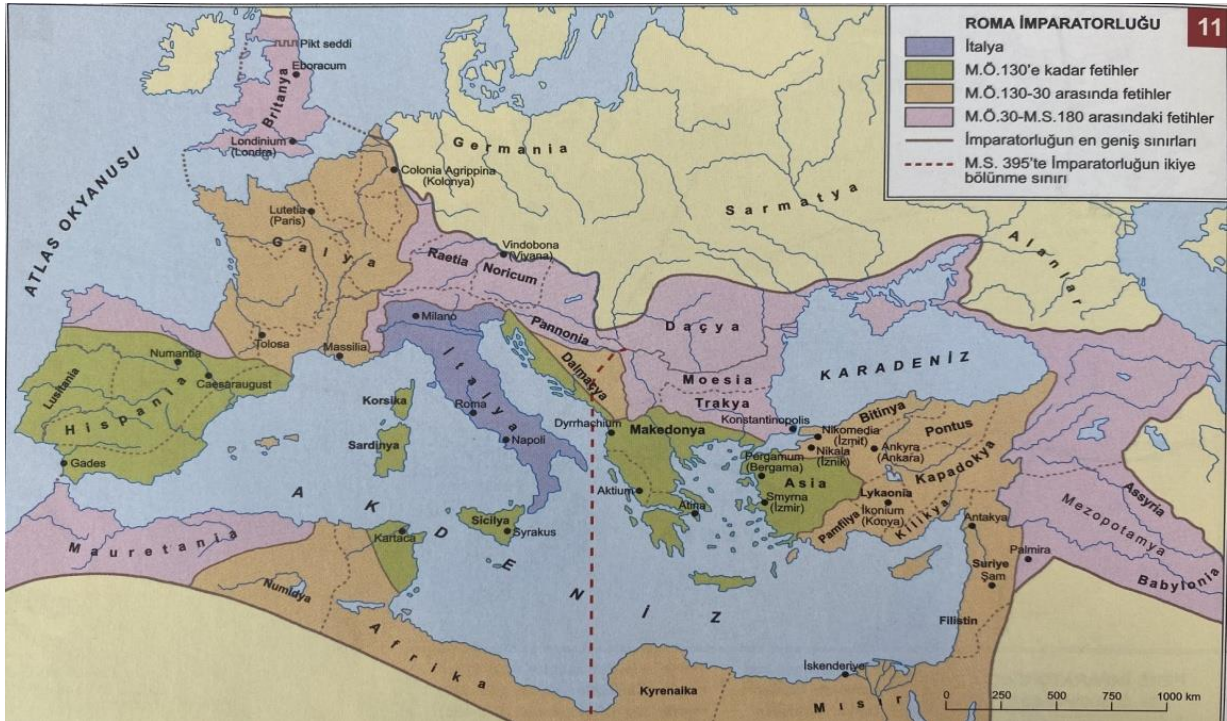 ROMA İMPARATORLUĞU
11
İtalya
M.Ö.130'e kadar fetihler
M.Ö.130-30 arasında fetihler
M.Ö.30-M.S.180 arasındaki fetihler
İmparatorluğun en geniş sınırları
M.S. 395'te İmparatorluğun ikiye
bölünme sınırı
Pikt seddi
Eboracum
Britanya
Londinium
(Londra)
ATLAS OKYANUSU
Germania
Colonia Agrippina
(Kolonya)
Sarmatya
Alanlar
Lutetia
(Paris)
Galya
Vindobona
(Viyana)
Raetia
Noricum
Milano
Pannonia
Daçya
Tolosa
Massilia
Dalmaçya
Numantia
Caesaraugust
Lusitania
Hispania
Gades
Korsika
Sardinya
İtalya
Roma
Napoli
Moesia
Trakya
KARADENİZ
Konstantinopolis
Dyrrhachium
Makedonya
Bitinya
Nikomedia
(İzmit)
Nikaia
(İznik)
Pontus
Ankyra
(Ankara)
Kapadokya
Pergamum
(Bergama)
Asia
Smyrna
(İzmir)
Aktium
Atina
Lykaonia
İkonium
(Konya)
Pamfilya
Kilikya
Antakya
Assyria
Mezopotamya
Babylonia
Suriye
Şam
Palmira
Filistin
AKDENİZ
Sicilya
Syrakus
Kartaca
Mauretania
Numidya
Afrika
Kyrenaika
İskenderiye
Mısır
0 250 500 750 1000 km